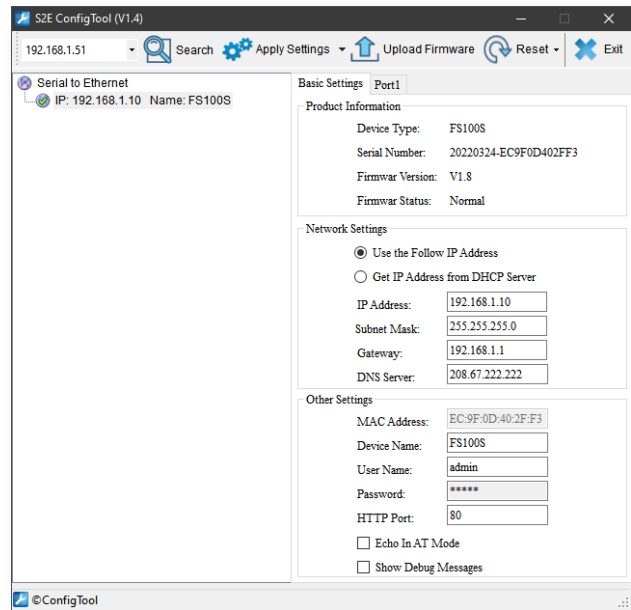 S2E ConfigTool (V1.4)
192.168.1.51 Search Apply Settings Upload Firmware Reset Exit
Serial to Ethernet
IP: 192.168.1.10 Name: FS100S
Basic Settings Port1
Product Information
Device Type: FS100S
Serial Number: 20220324-EC9F0D402FF3
Firmwar Version: V1.8
Firmwar Status: Normal
Network Settings
Use the Follow IP Address
Get IP Address from DHCP Server
IP Address: 192.168.1.10
Subnet Mask: 255.255.255.0
Gateway: 192.168.1.1
DNS Server: 208.67.222.222
Other Settings
MAC Address: EC:9F:0D:40:2F:F3
Device Name: FS100S
User Name: admin
Password: *****
HTTP Port: 80
Echo In AT Mode
Show Debug Messages
©ConfigTool